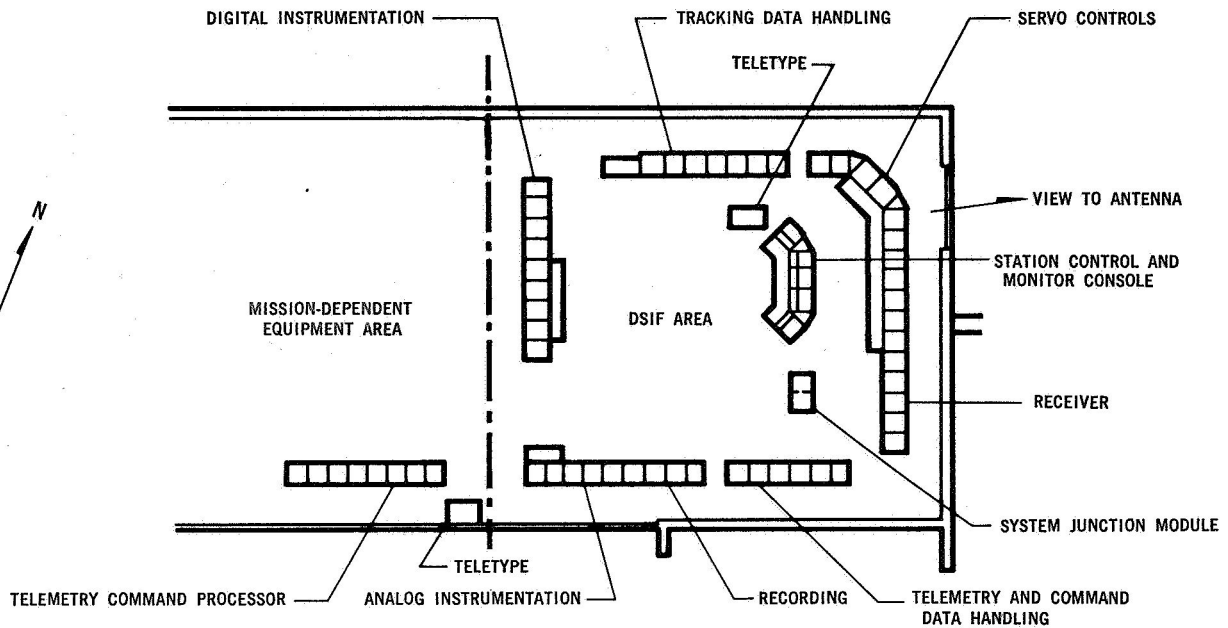 DIGITAL INSTRUMENTATION
TRACKING DATA HANDLING
SERVO CONTROLS
TELETYPE
N
VIEW TO ANTENNA
STATION CONTROL AND
MONITOR CONSOLE
MISSION-DEPENDENT
EQUIPMENT AREA
DSIF AREA
RECEIVER
SYSTEM JUNCTION MODULE
TELETYPE
TELEMETRY COMMAND PROCESSOR
ANALOG INSTRUMENTATION
RECORDING
TELEMETRY AND COMMAND
DATA HANDLING